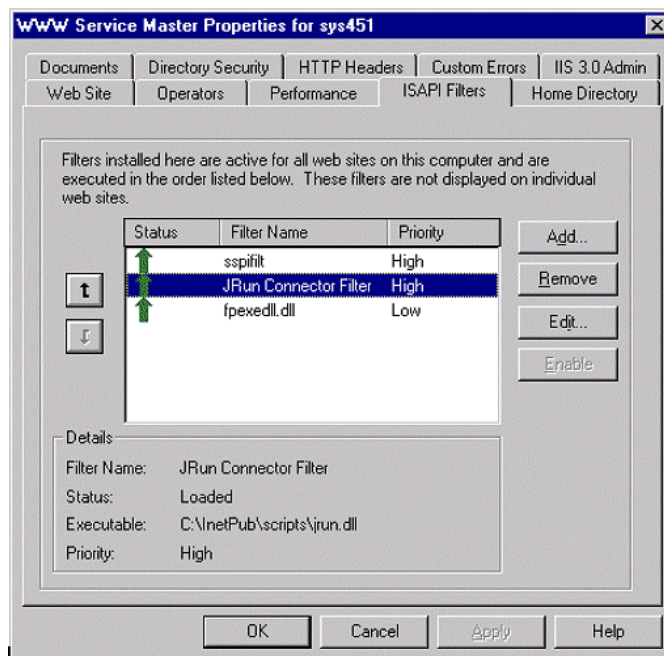 WWW Service Master Properties for sys451
Documents Directory Security HTTP Headers Custom Errors IIS 3.0 Admin
Web Site Operators Performance ISAPI Filters Home Directory
Filters installed here are active for all web sites on this computer and are
executed in the order listed below. These filters are not displayed on individual
web sites.
Status Filter Name Priority
sspifilt High
JRun Connector Filter High
fpexedll.dll Low
Add...
Remove
Edit...
Enable
Details
Filter Name: JRun Connector Filter
Status: Loaded
Executable: C:\InetPub\scripts\jrun.dll
Priority: High
OK Cancel Apply Help